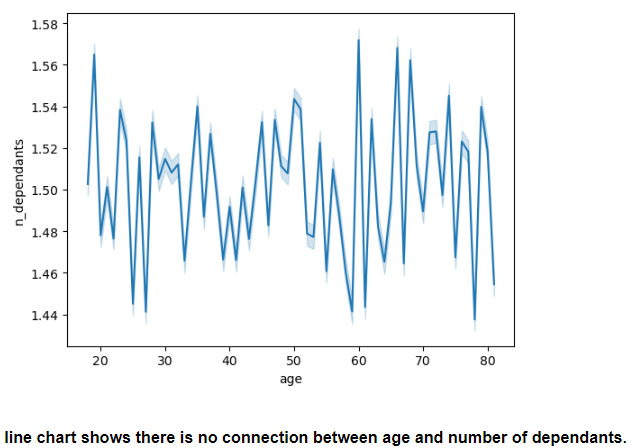 1.58
1.56
1.54
1.52
1.50
1.48
1.46
1.44
n_dependants
20 30 40 50 60 70 80
age
line chart shows there is no connection between age and number of dependants.